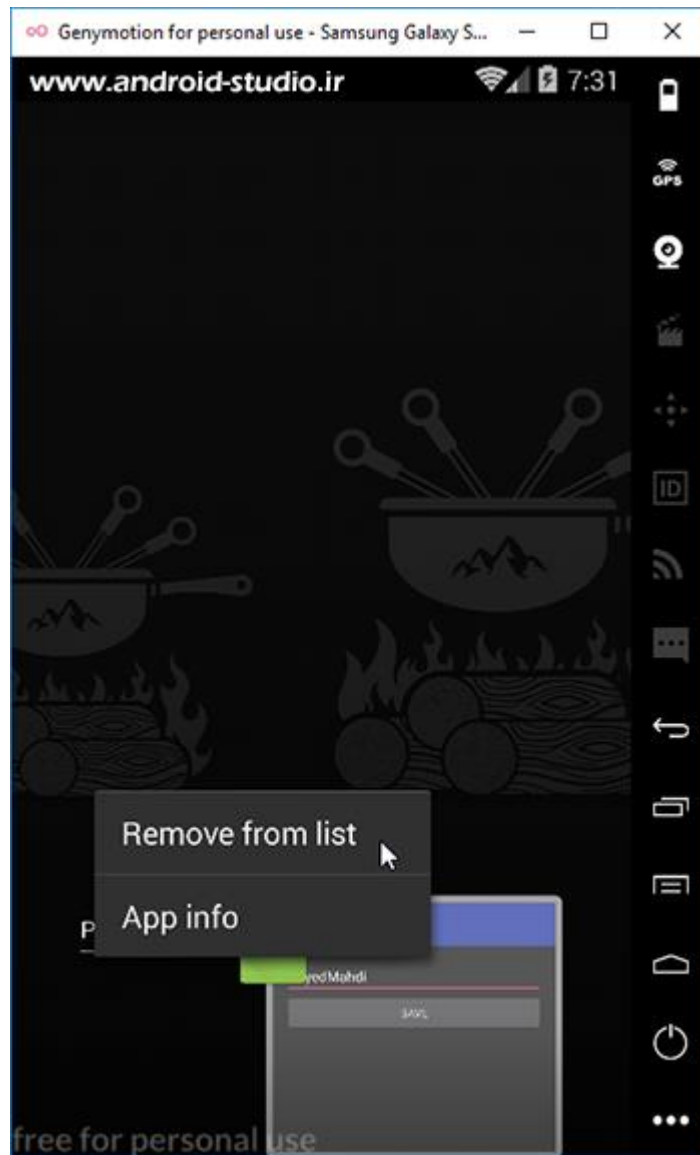 Genymotion for personal use - Samsung Galaxy S...
www.android-studio.ir 7:31
GPS
ID
Remove from list
App info
P
yedMahdi
SAVE
free for personal use